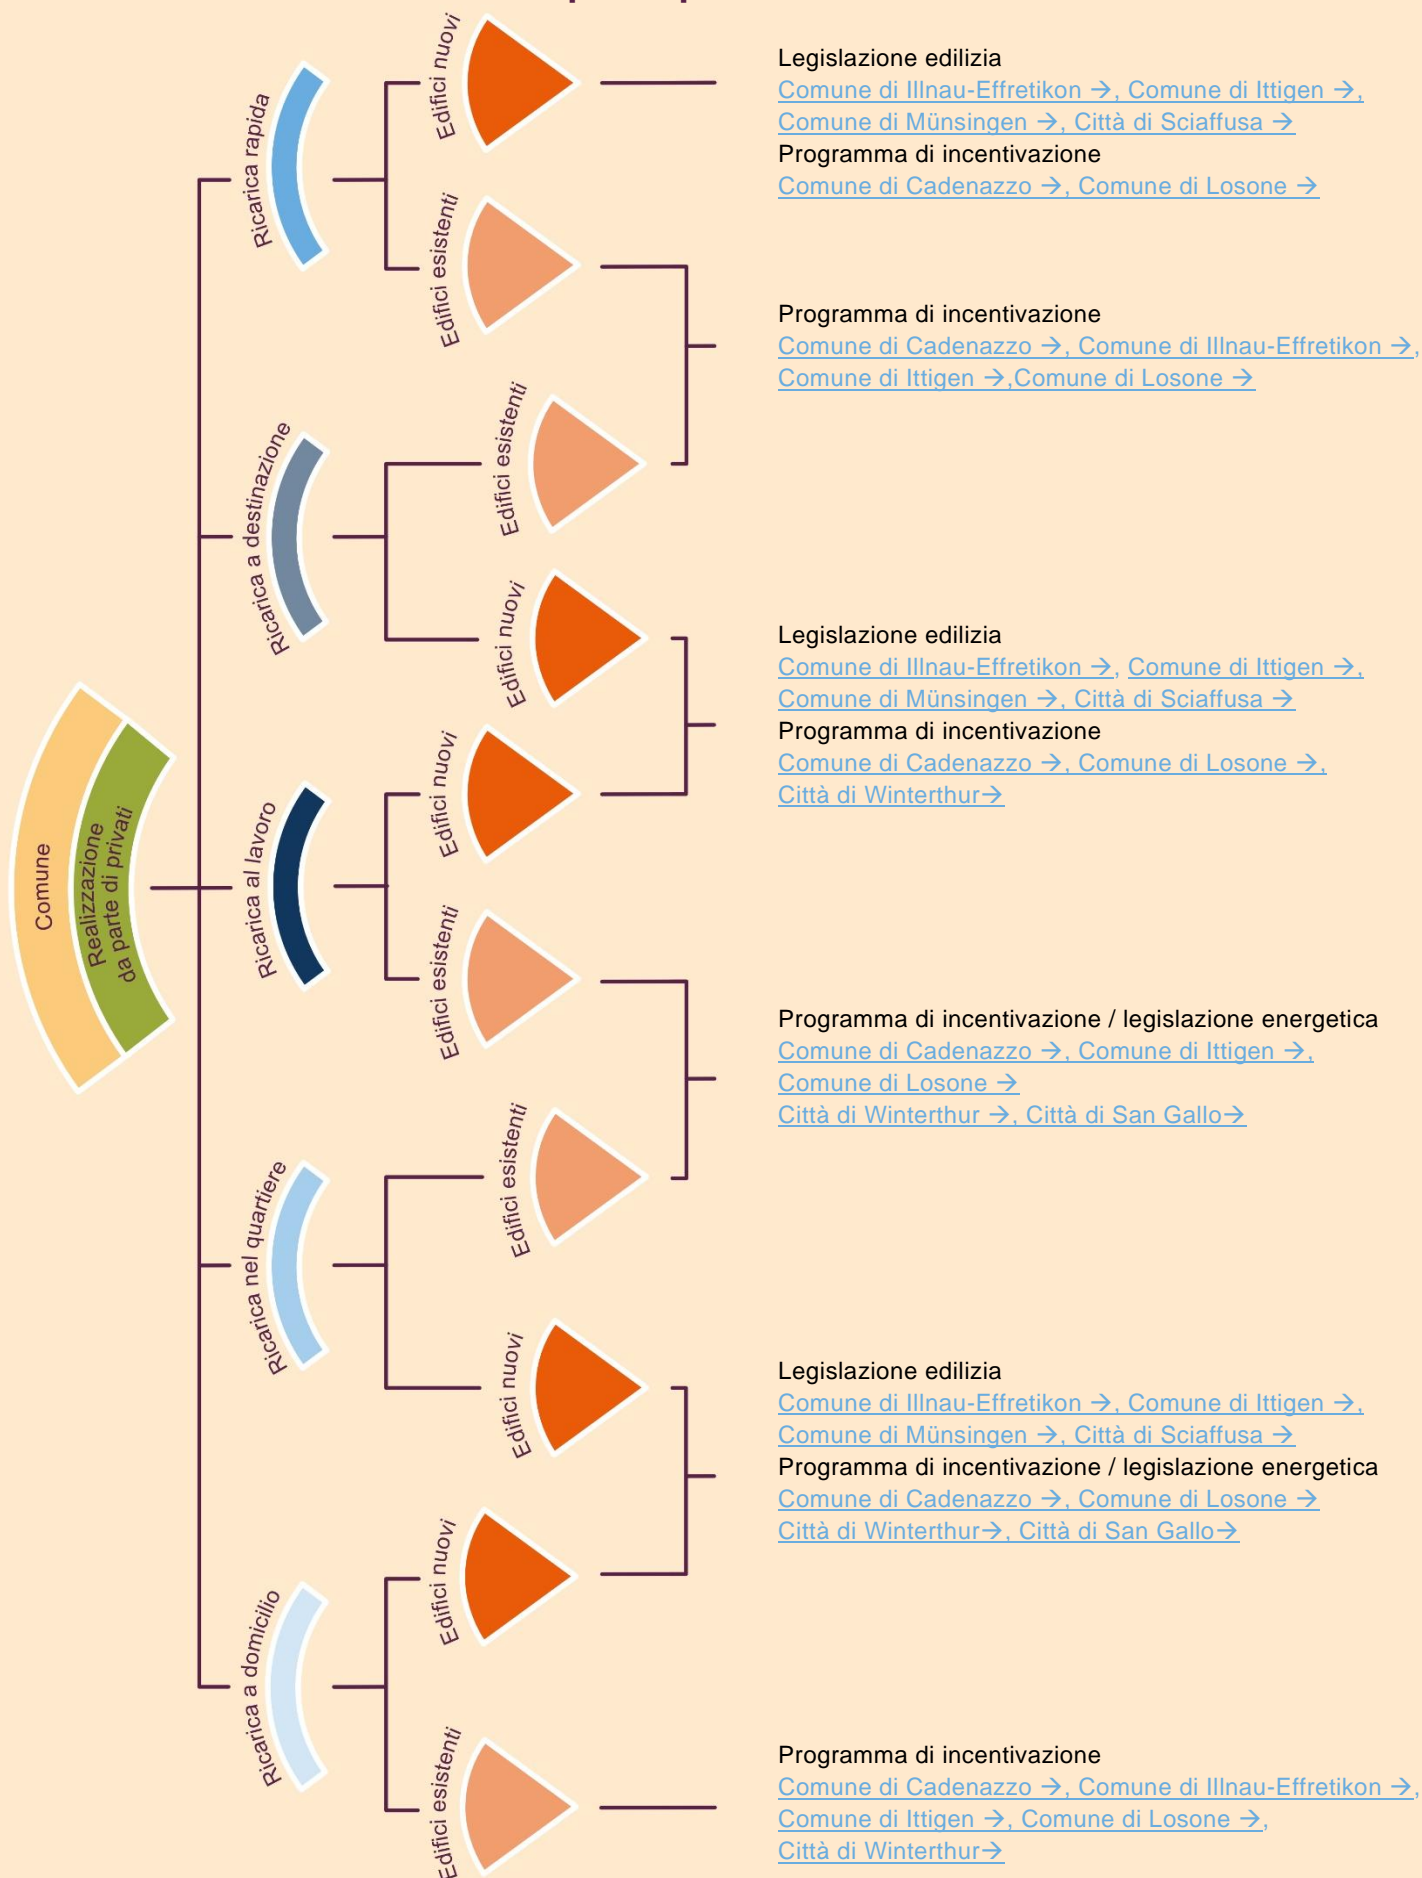 Comune
Realizzazione
da parte di privati
Ricarica rapida
Edifici nuovi
Legislazione edilizia
Comune di Illnau-Effretikon →, Comune di Ittigen →,
Comune di Münsingen →, Città di Sciaffusa →
Programma di incentivazione
Comune di Cadenazzo →, Comune di Losone →
Edifici esistenti
Programma di incentivazione
Comune di Cadenazzo →, Comune di Illnau-Effretikon →,
Comune di Ittigen →,Comune di Losone →
Ricarica a destinazione
Edifici esistenti
Edifici nuovi
Legislazione edilizia
Comune di Illnau-Effretikon →, Comune di Ittigen →,
Comune di Münsingen →, Città di Sciaffusa →
Programma di incentivazione
Comune di Cadenazzo →, Comune di Losone →,
Città di Winterthur→
Ricarica al lavoro
Edifici nuovi
Edifici esistenti
Programma di incentivazione / legislazione energetica
Comune di Cadenazzo →, Comune di Ittigen →,
Comune di Losone →
Città di Winterthur →, Città di San Gallo→
Ricarica nel quartiere
Edifici esistenti
Edifici nuovi
Legislazione edilizia
Comune di Illnau-Effretikon →, Comune di Ittigen →,
Comune di Münsingen →, Città di Sciaffusa →
Programma di incentivazione / legislazione energetica
Comune di Cadenazzo →, Comune di Losone →
Città di Winterthur→, Città di San Gallo→
Ricarica a domicilio
Edifici nuovi
Edifici esistenti
Programma di incentivazione
Comune di Cadenazzo →, Comune di Illnau-Effretikon →,
Comune di Ittigen →, Comune di Losone →,
Città di Winterthur→